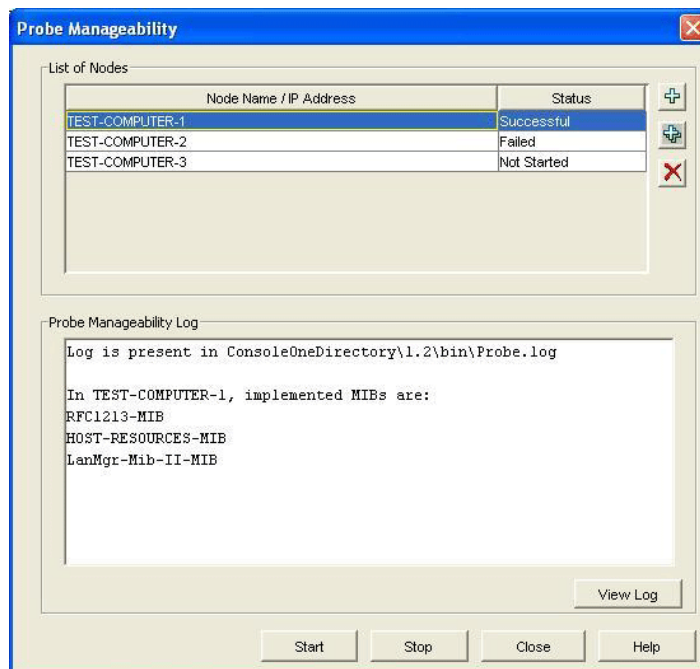 Probe Manageability
List of Nodes
Node Name / IP Address Status
TEST-COMPUTER-1 Successful
TEST-COMPUTER-2 Failed
TEST-COMPUTER-3 Not Started
Probe Manageability Log
Log is present in ConsoleOneDirectory\1.2\bin\Probe.log
In TEST-COMPUTER-1, implemented MIBs are:
RFC1213-MIB
HOST-RESOURCES-MIB
LanMgr-Mib-II-MIB
View Log
Start Stop Close Help